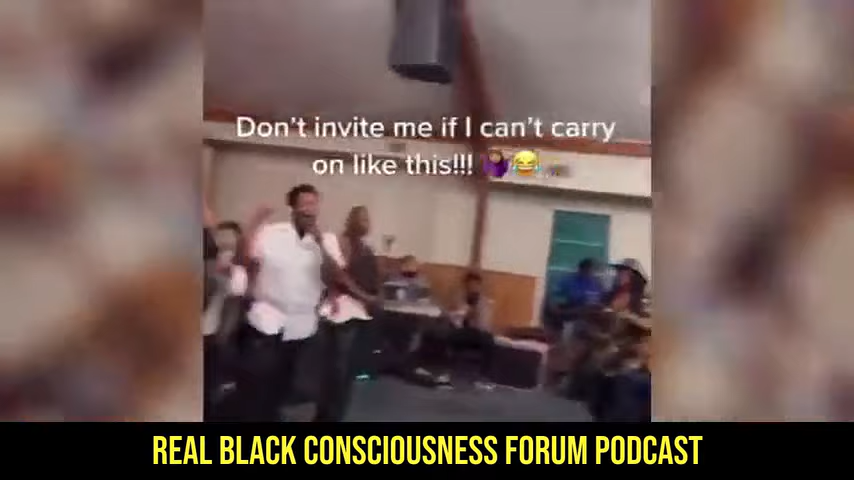 Don't invite me if I can't carry
on like this!!! 🤷🏾‍♀️😂
REAL BLACK CONSCIOUSNESS FORUM PODCAST